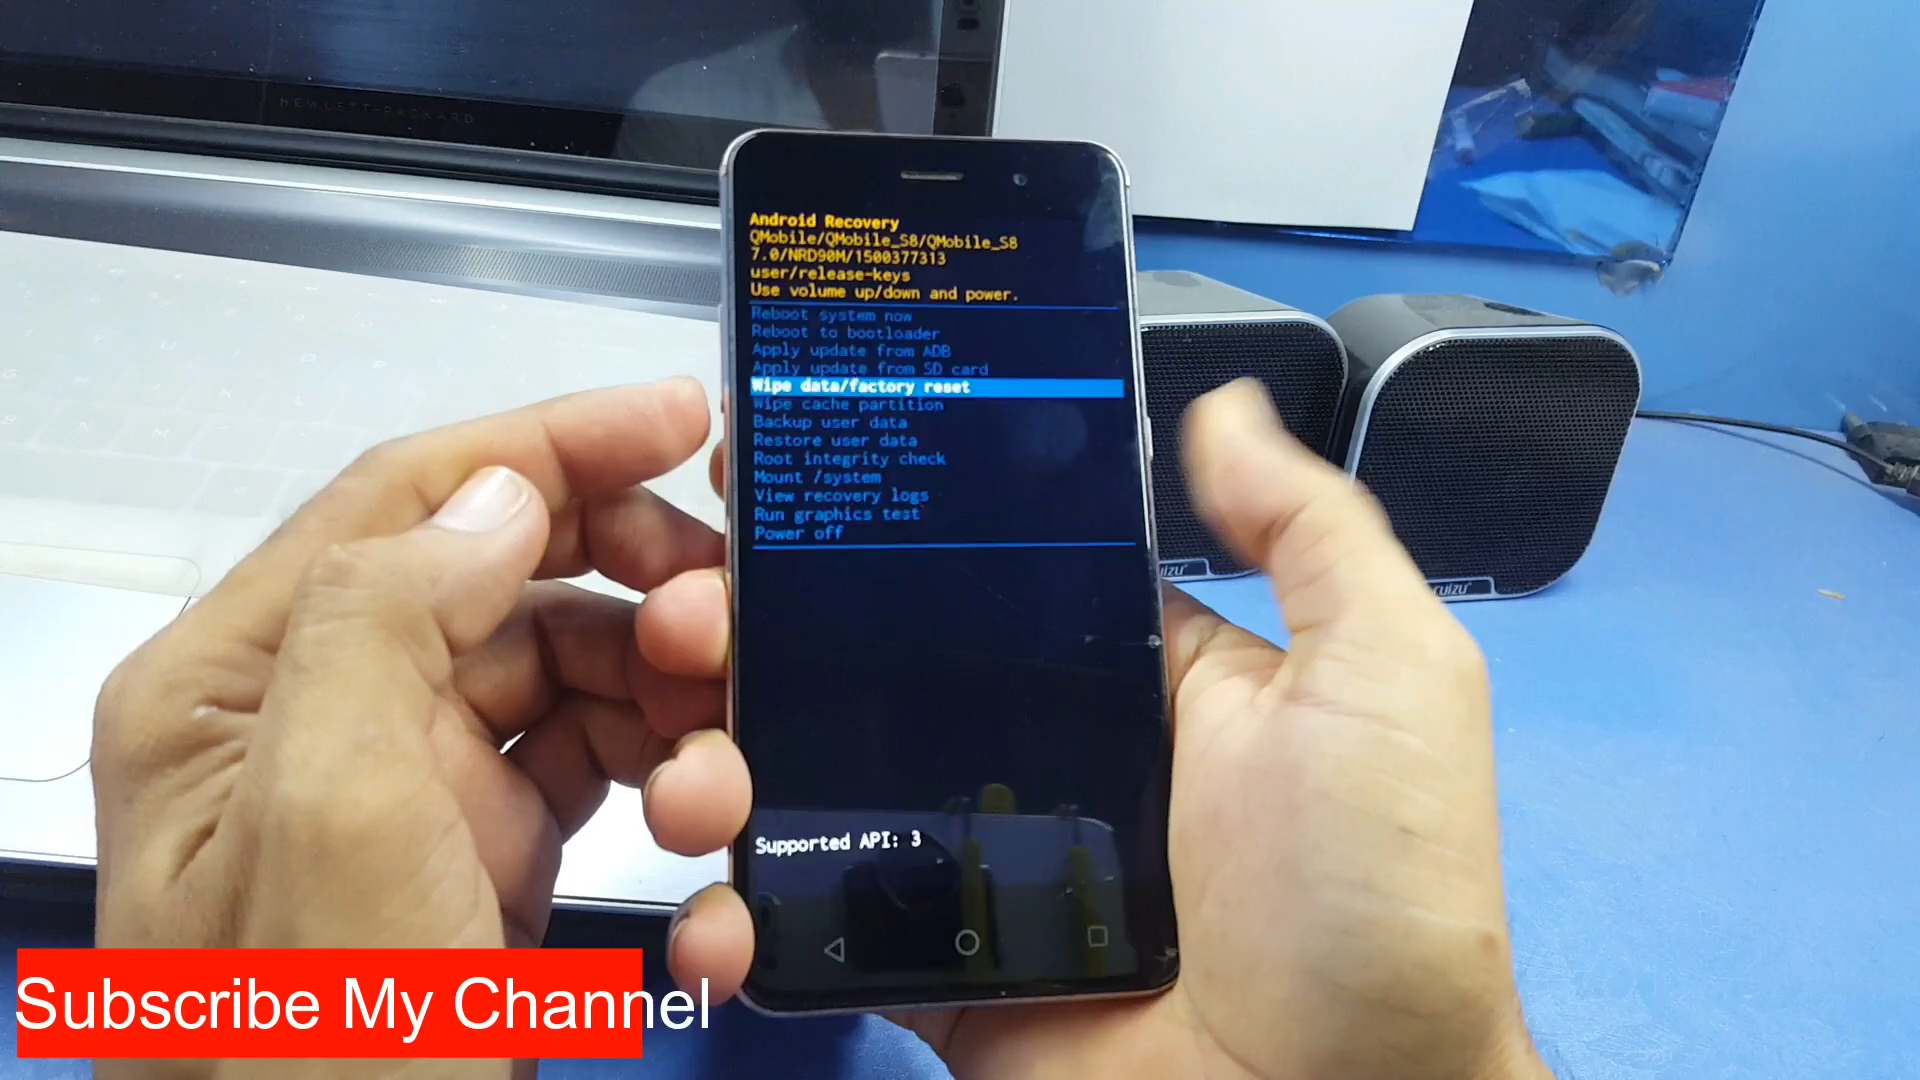 HEWLETT-PACKARD
Android Recovery
QMobile/QMobile_S8/QMobile_S8
7.0/NRD90M/1500377313
user/release-keys
Use volume up/down and power.
Reboot system now
Reboot to bootloader
Apply update from ADB
Apply update from SD card
Wipe data/factory reset
Wipe cache partition
Backup user data
Restore user data
Root integrity check
Mount /system
View recovery logs
Run graphics test
Power off
Supported API: 3
ruizu
Subscribe My Channel